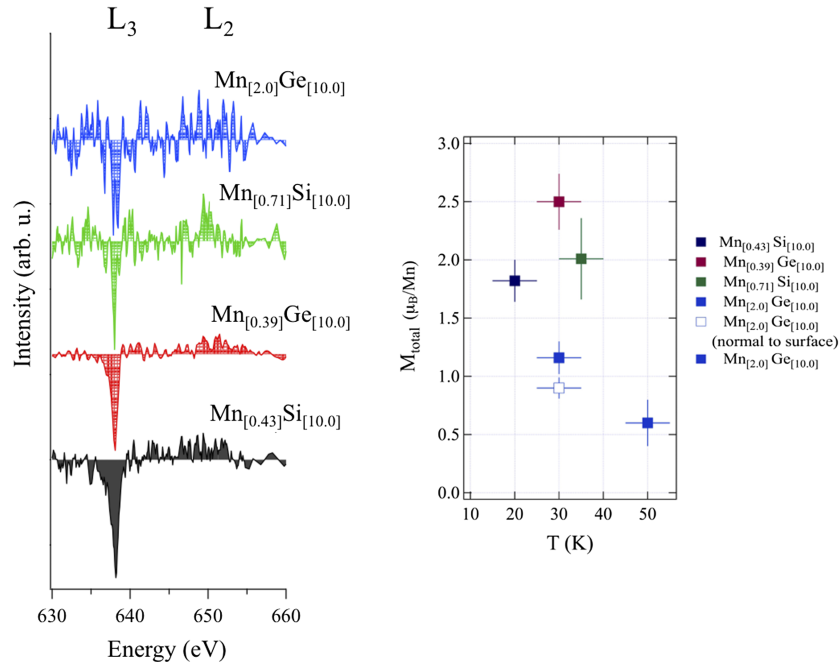 L₃ L₂
Mn[2.0]Ge[10.0]
Mn[0.71]Si[10.0]
Mn[0.39]Ge[10.0]
Mn[0.43]Si[10.0]
Intensity (arb. u.)
630 640 650 660
Energy (eV)
3.0
2.5
2.0
1.5
1.0
0.5
0.0
M_total (μ_B/Mn)
10 20 30 40 50
T (K)
Mn[0.43] Si[10.0]
Mn[0.39] Ge[10.0]
Mn[0.71] Si[10.0]
Mn[2.0] Ge[10.0]
Mn[2.0] Ge[10.0]
(normal to surface)
Mn[2.0] Ge[10.0]